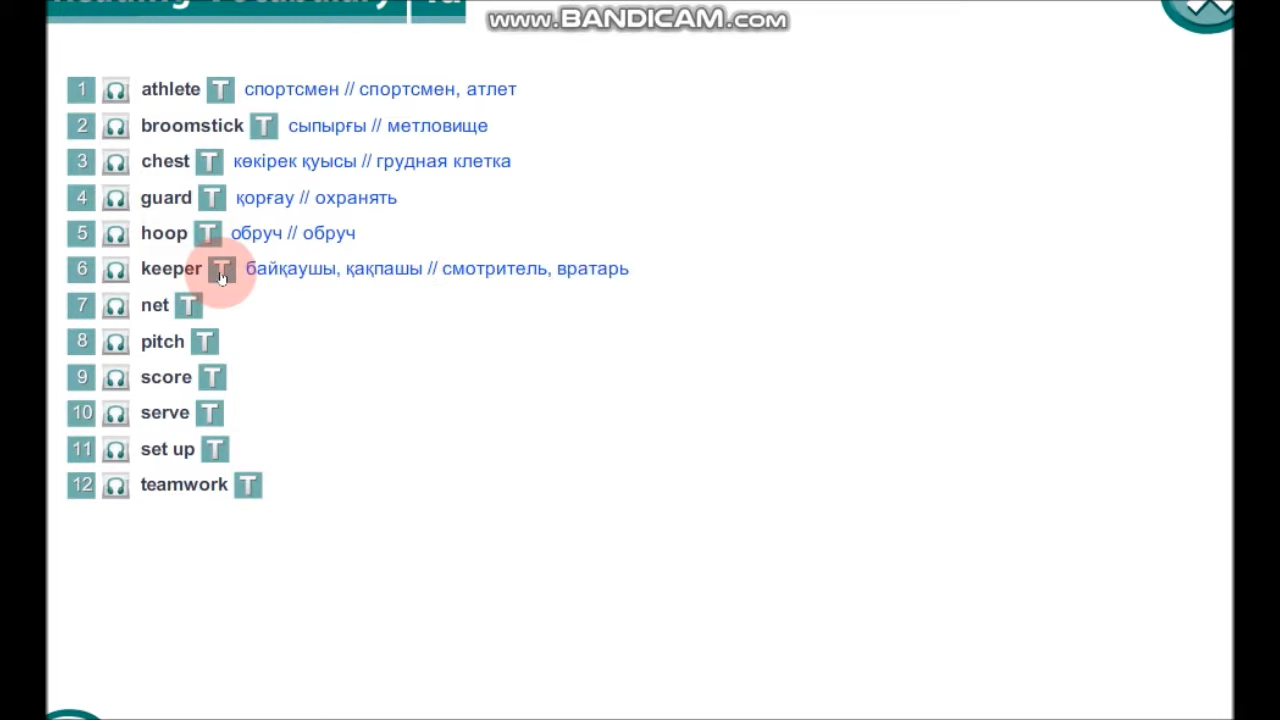 www.BANDICAM.com
1 athlete T спортсмен // спортсмен, атлет
2 broomstick T сыпырғы // метловище
3 chest T көкірек қуысы // грудная клетка
4 guard T қорғау // охранять
5 hoop T обруч // обруч
6 keeper T байқаушы, қақпашы // смотритель, вратарь
7 net T
8 pitch T
9 score T
10 serve T
11 set up T
12 teamwork T